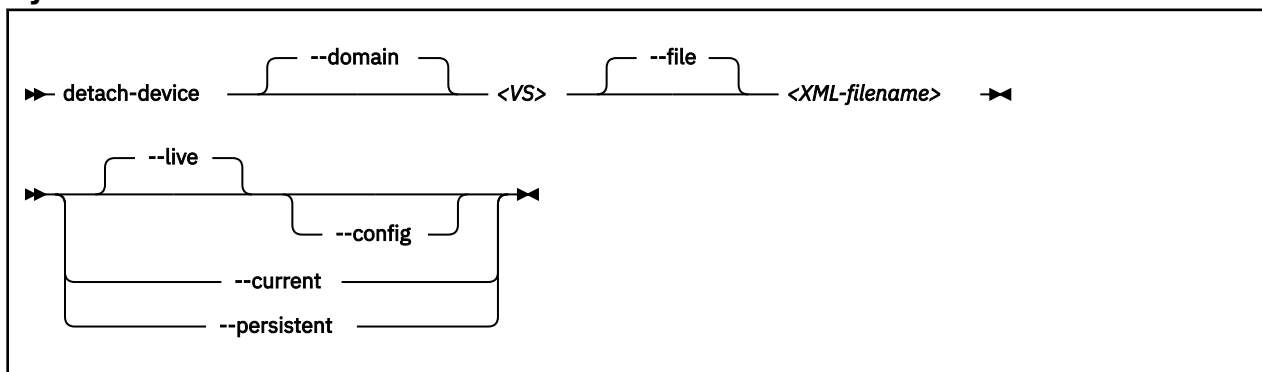 --domain --file
detach-device <VS> <XML-filename>
--live
--config
--current
--persistent